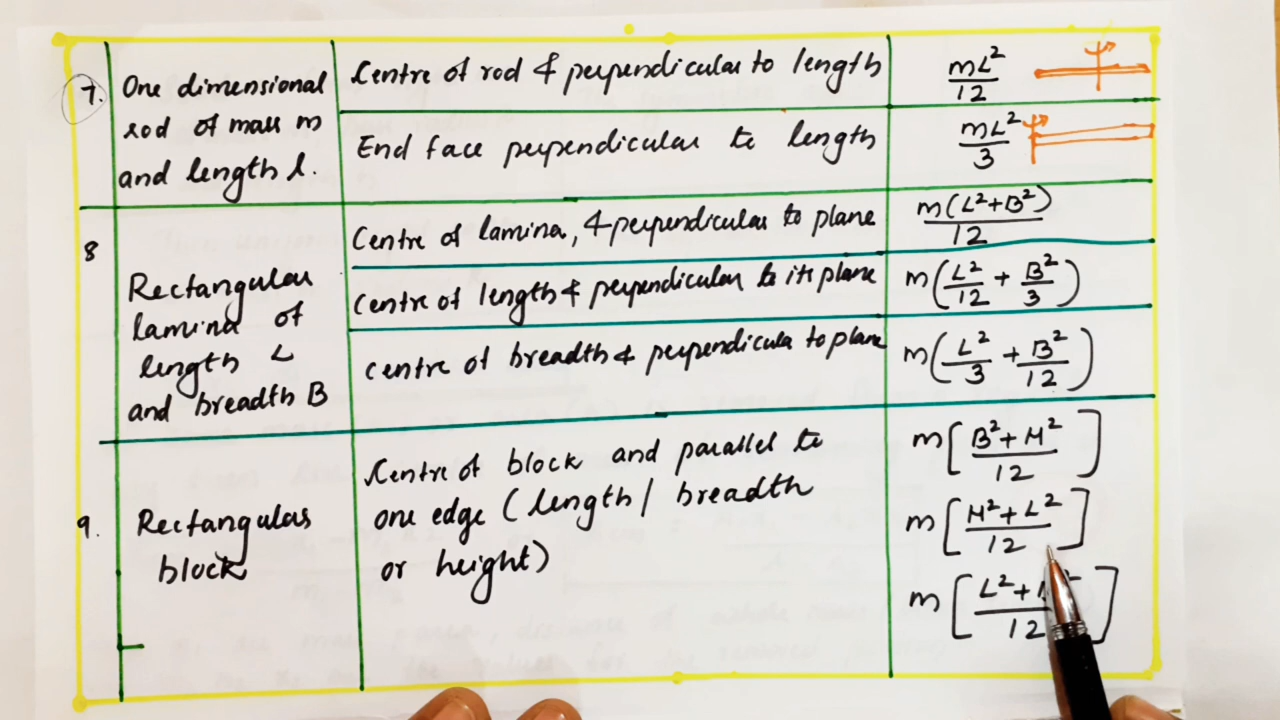 7.
One dimensional
rod of mass m
and length l.
Centre of rod & perpendicular to length
mL²/12
End face perpendicular to length
mL²/3
8
Rectangular
lamina of
length L
and breadth B
Centre of lamina, & perpendicular to plane
m(L²+B²)/12
centre of length & perpendicular to its plane
m(L²/12 + B²/3)
centre of breadth & perpendicula to plane
m(L²/3 + B²/12)
9.
Rectangular
block
Centre of block and parallel to
one edge (length/ breadth
or height)
m[B²+H²/12]
m[H²+L²/12]
m[L²+ ²/12]